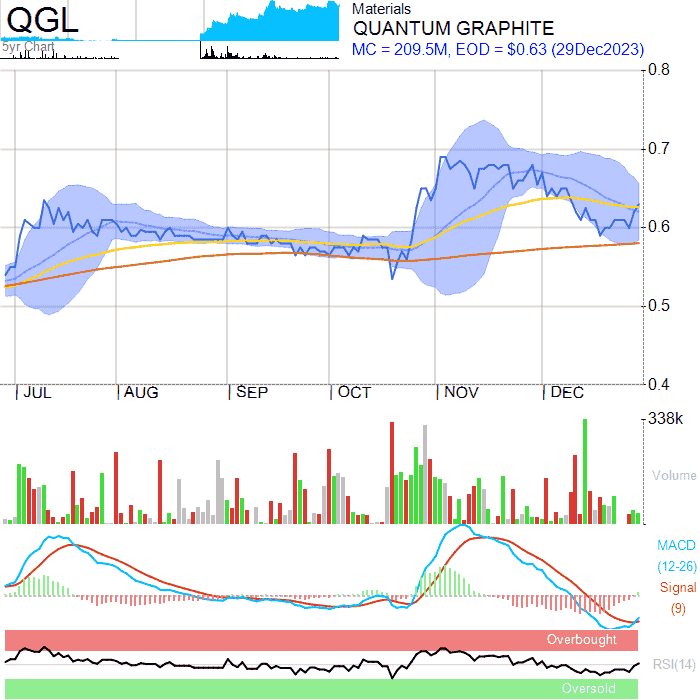 QGL
5yr Chart
Materials
QUANTUM GRAPHITE
MC = 209.5M, EOD = $0.63 (29Dec2023)
0.8
0.7
0.6
0.5
0.4
JUL AUG SEP OCT NOV DEC
338k
Volume
MACD
(12-26)
Signal
(9)
Overbought
RSI(14)
Oversold